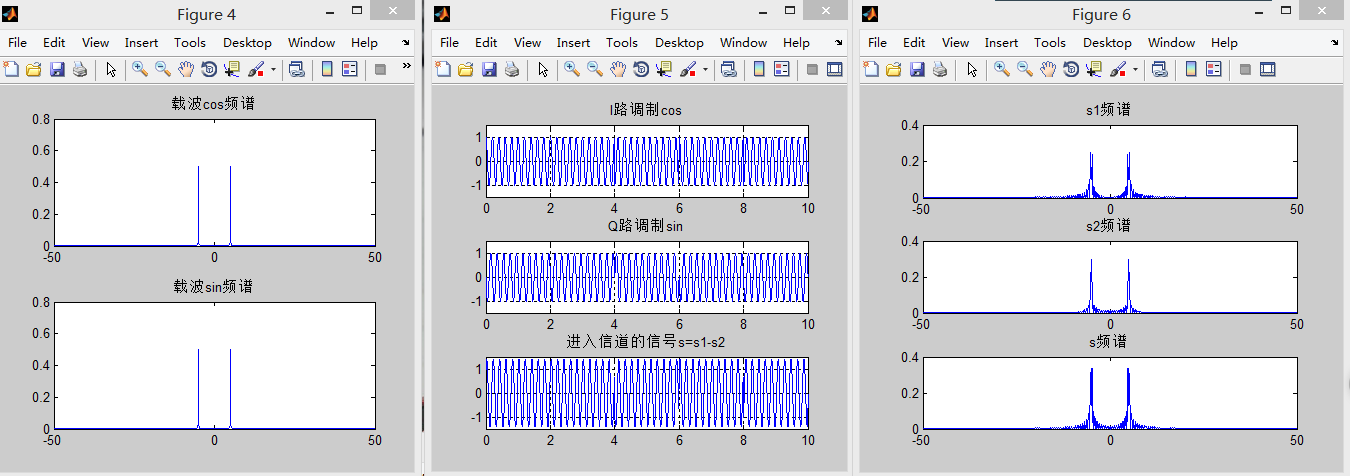 Figure 4
File Edit View Insert Tools Desktop Window Help
载波cos频谱
0.8
0.6
0.4
0.2
0
-50 0 50
载波sin频谱
0.8
0.6
0.4
0.2
0
-50 0 50
Figure 5
File Edit View Insert Tools Desktop Window Help
I路调制cos
1
0
-1
0 2 4 6 8 10
Q路调制sin
1
0
-1
0 2 4 6 8 10
进入信道的信号s=s1-s2
1
0
-1
0 2 4 6 8 10
Figure 6
File Edit View Insert Tools Desktop Window Help
s1频谱
0.4
0.2
0
-50 0 50
s2频谱
0.4
0.2
0
-50 0 50
s频谱
0.4
0.2
0
-50 0 50